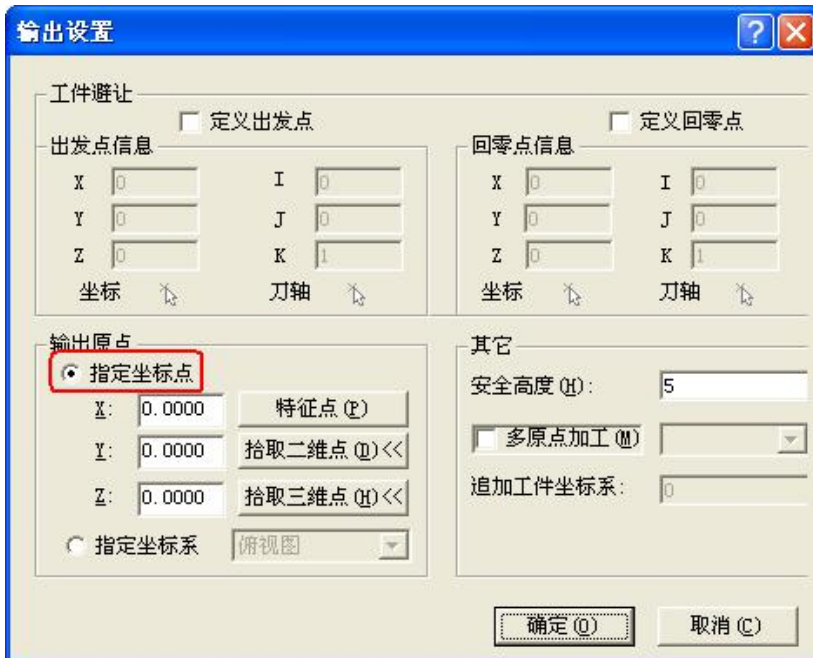 输出设置
工件避让
定义出发点
定义回零点
出发点信息
X 0 I 0
Y 0 J 0
Z 0 K 1
坐标 刀轴
回零点信息
X 0 I 0
Y 0 J 0
Z 0 K 1
坐标 刀轴
输出原点
指定坐标点
X: 0.0000 特征点(P)
Y: 0.0000 拾取二维点(D)<<
Z: 0.0000 拾取三维点(H)<<
指定坐标系 俯视图
其它
安全高度(H): 5
多原点加工(M)
追加工件坐标系: 0
确定(O) 取消(C)